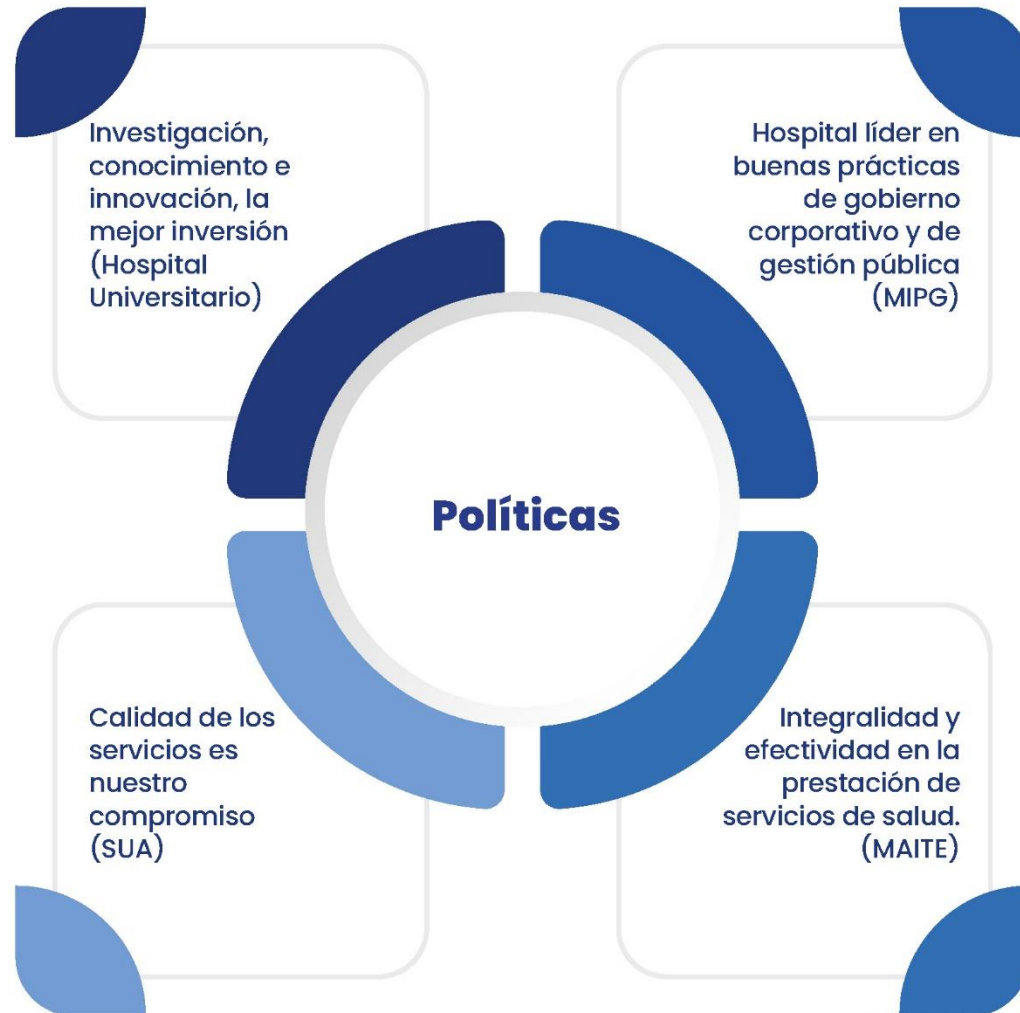 Investigación,
conocimiento e
innovación, la
mejor inversión
(Hospital
Universitario)
Hospital líder en
buenas prácticas
de gobierno
corporativo y de
gestión pública
(MIPG)
Políticas
Calidad de los
servicios es
nuestro
compromiso
(SUA)
Integralidad y
efectividad en la
prestación de
servicios de salud.
(MAITE)